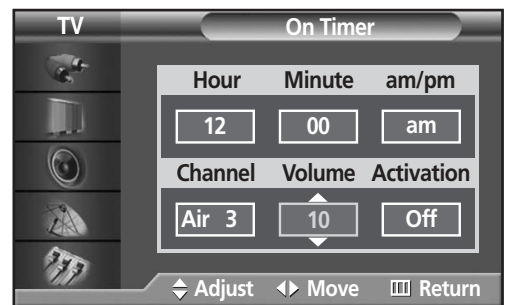 TV On Timer
Hour Minute am/pm
12 00 am
Channel Volume Activation
Air 3 10 Off
Adjust Move Return